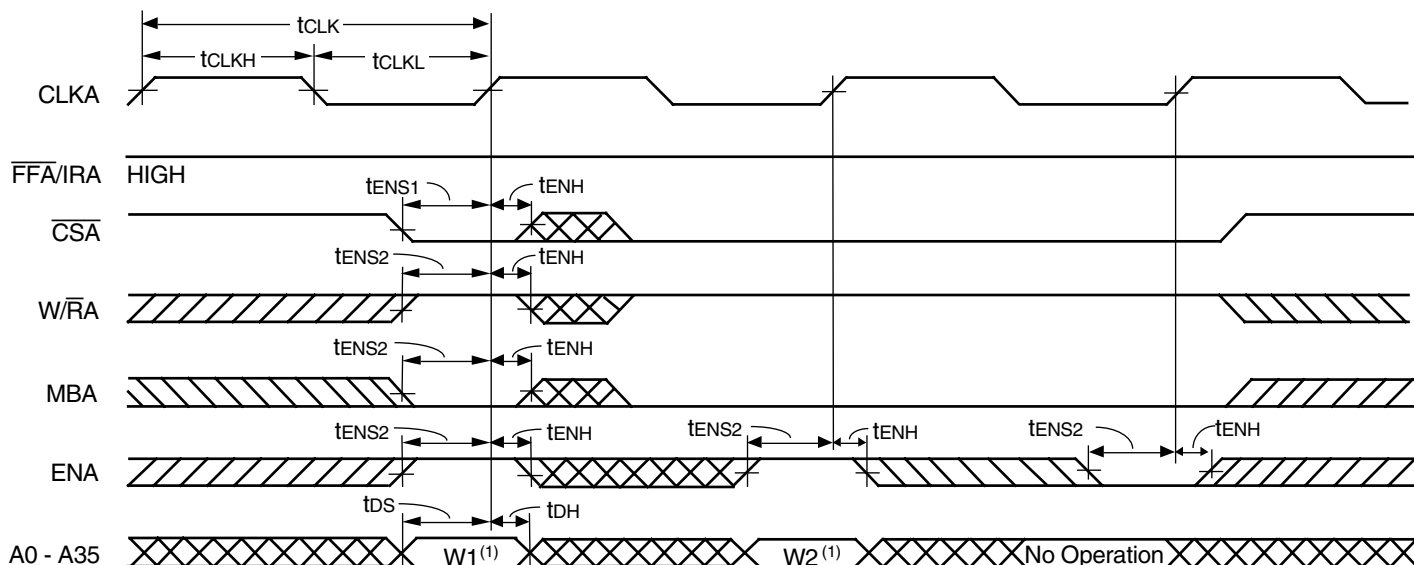 tCLK
tCLKH tCLKL
CLKA
FFA/IRA HIGH
tENS1 tENH
CSA
tENS2 tENH
W/RA
tENS2 tENH
MBA
tENS2 tENH tENS2 tENH tENS2 tENH
ENA
tDS tDH
A0 - A35 W1(1) W2(1) No Operation